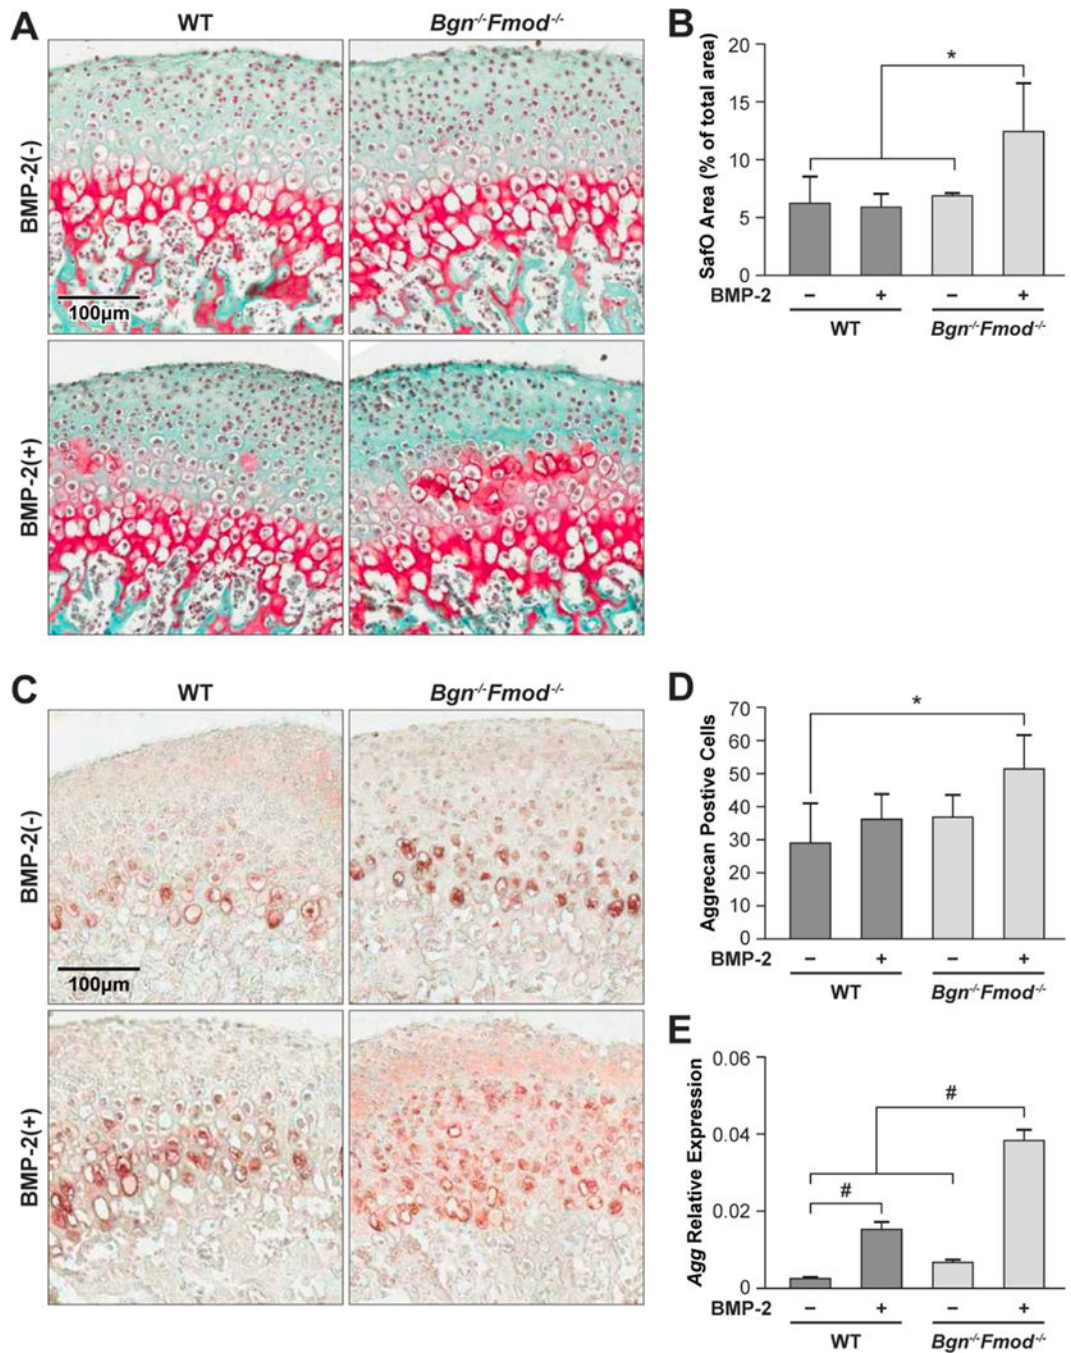 A
WT
Bgn-/-Fmod-/-
BMP-2(-)
100µm
BMP-2(+)
B
SafO Area (% of total area)
20
15
10
5
0
*
BMP-2 − + − +
WT Bgn-/-Fmod-/-
C
WT
Bgn-/-Fmod-/-
BMP-2(-)
100µm
BMP-2(+)
D
Aggrecan Postive Cells
70
60
50
40
30
20
10
0
*
BMP-2 − + − +
WT Bgn-/-Fmod-/-
E
Agg Relative Expression
0.06
0.04
0.02
0
#
#
BMP-2 − + − +
WT Bgn-/-Fmod-/-